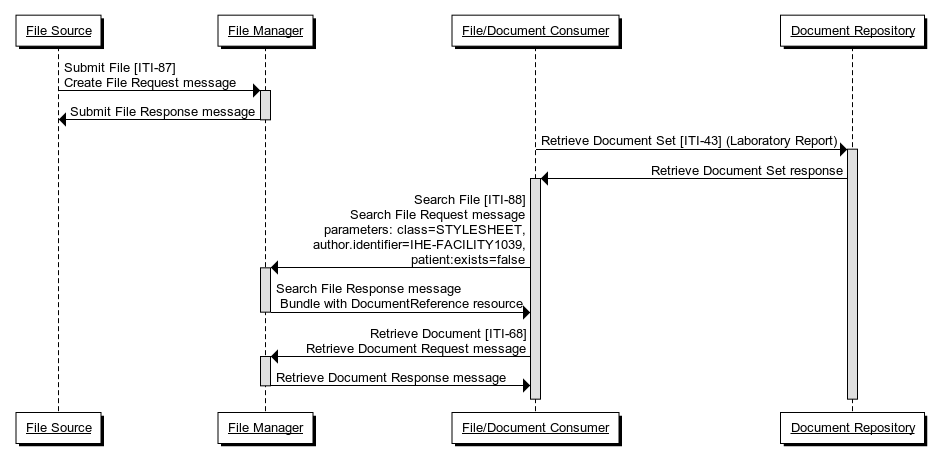 File Source
File Manager
File/Document Consumer
Document Repository
Submit File [ITI-87]
Create File Request message
Submit File Response message
Retrieve Document Set [ITI-43] (Laboratory Report)
Retrieve Document Set response
Search File [ITI-88]
Search File Request message
parameters: class=STYLESHEET,
author.identifier=IHE-FACILITY1039,
patient:exists=false
Search File Response message
Bundle with DocumentReference resource
Retrieve Document [ITI-68]
Retrieve Document Request message
Retrieve Document Response message
File Source
File Manager
File/Document Consumer
Document Repository